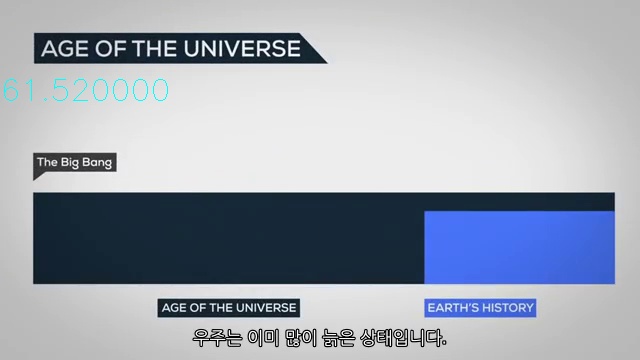 AGE OF THE UNIVERSE
61.520000
The Big Bang
AGE OF THE UNIVERSE
EARTH'S HISTORY
우주는 이미 많이 늙은 상태입니다.